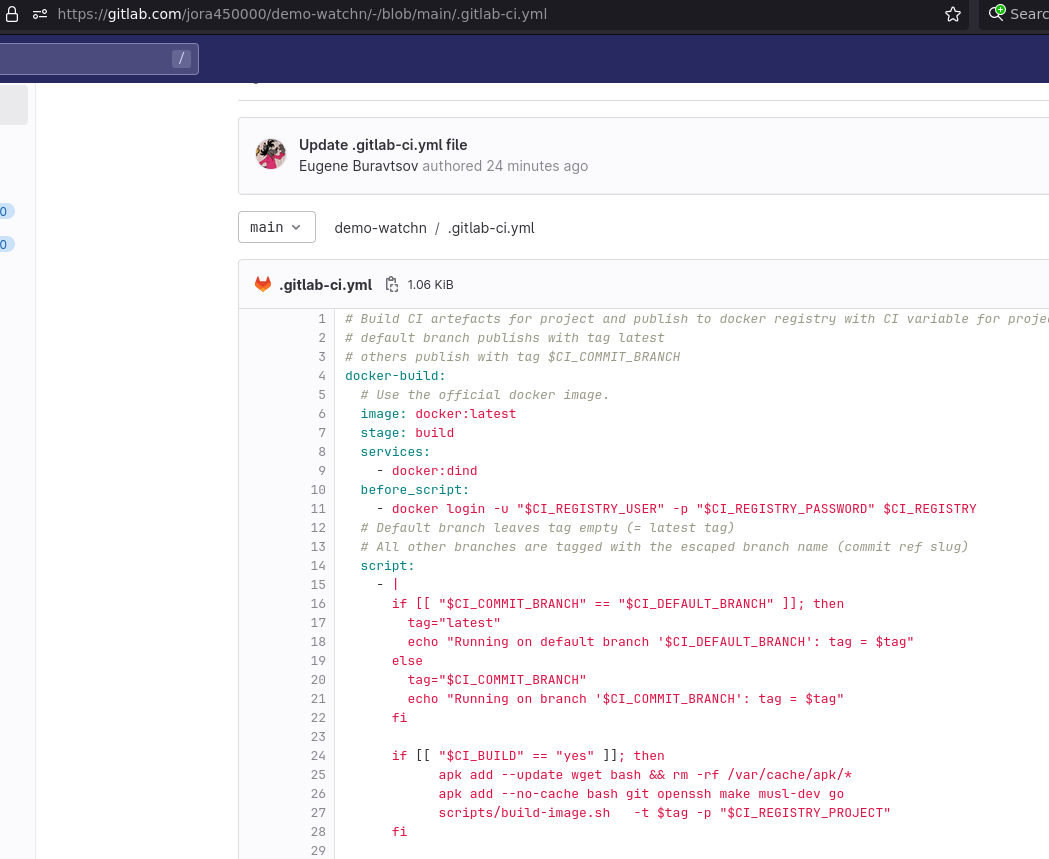 https://gitlab.com/jora450000/demo-watchn/-/blob/main/.gitlab-ci.yml
Searc
/
Update .gitlab-ci.yml file
Eugene Buravtsov authored 24 minutes ago
0
main demo-watchn / .gitlab-ci.yml
0
.gitlab-ci.yml 1.06 KiB
1 # Build CI artefacts for project and publish to docker registry with CI variable for proje
2 # default branch publishs with tag latest
3 # others publish with tag $CI_COMMIT_BRANCH
4 docker-build:
5   # Use the official docker image.
6   image: docker:latest
7   stage: build
8   services:
9     - docker:dind
10   before_script:
11     - docker login -u "$CI_REGISTRY_USER" -p "$CI_REGISTRY_PASSWORD" $CI_REGISTRY
12   # Default branch leaves tag empty (= latest tag)
13   # All other branches are tagged with the escaped branch name (commit ref slug)
14   script:
15     - |
16       if [[ "$CI_COMMIT_BRANCH" == "$CI_DEFAULT_BRANCH" ]]; then
17         tag="latest"
18         echo "Running on default branch '$CI_DEFAULT_BRANCH': tag = $tag"
19       else
20         tag="$CI_COMMIT_BRANCH"
21         echo "Running on branch '$CI_COMMIT_BRANCH': tag = $tag"
22       fi
23
24       if [[ "$CI_BUILD" == "yes" ]]; then
25             apk add --update wget bash && rm -rf /var/cache/apk/*
26             apk add --no-cache bash git openssh make musl-dev go
27             scripts/build-image.sh   -t $tag -p "$CI_REGISTRY_PROJECT"
28       fi
29